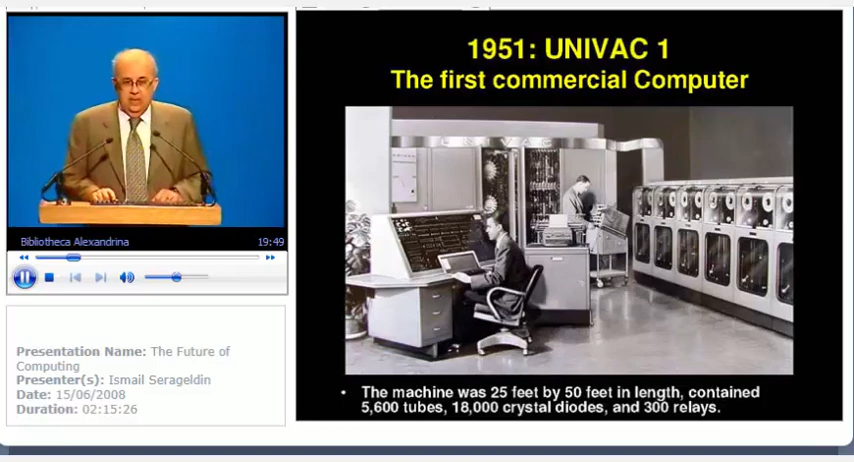 Bibliotheca Alexandrina 19:49
Presentation Name: The Future of
Computing
Presenter(s): Ismail Serageldin
Date: 15/06/2008
Duration: 02:15:26
1951: UNIVAC 1
The first commercial Computer
• The machine was 25 feet by 50 feet in length, contained
5,600 tubes, 18,000 crystal diodes, and 300 relays.